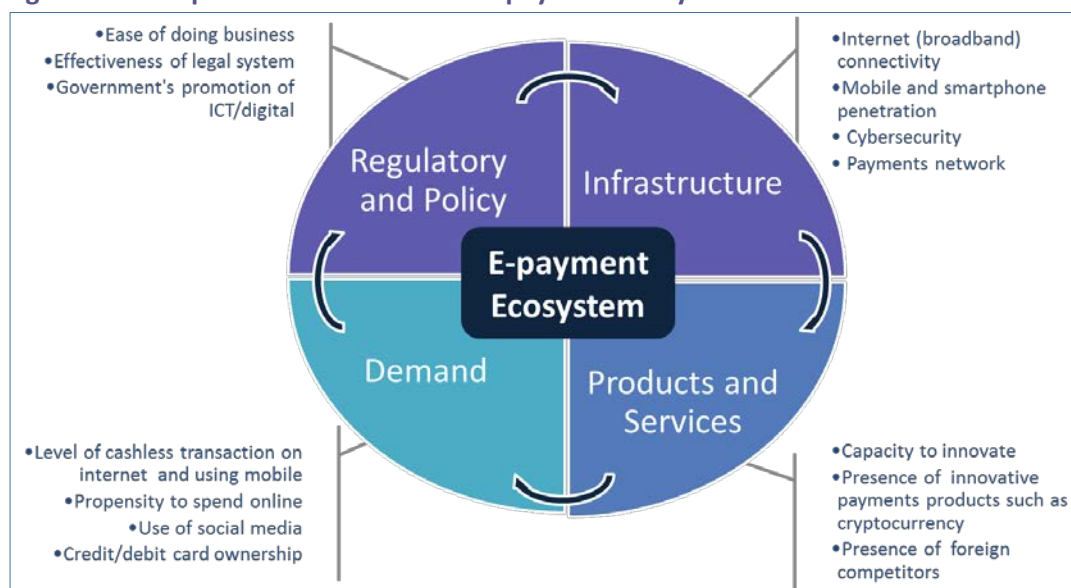 •Ease of doing business
•Effectiveness of legal system
•Government's promotion of
ICT/digital
•Internet (broadband)
connectivity
•Mobile and smartphone
penetration
• Cybersecurity
• Payments network
Regulatory
and Policy
Infrastructure
E-payment
Ecosystem
Demand
Products and
Services
•Level of cashless transaction on
internet and using mobile
•Propensity to spend online
•Use of social media
•Credit/debit card ownership
•Capacity to innovate
•Presence of innovative
payments products such as
cryptocurrency
•Presence of foreign
competitors